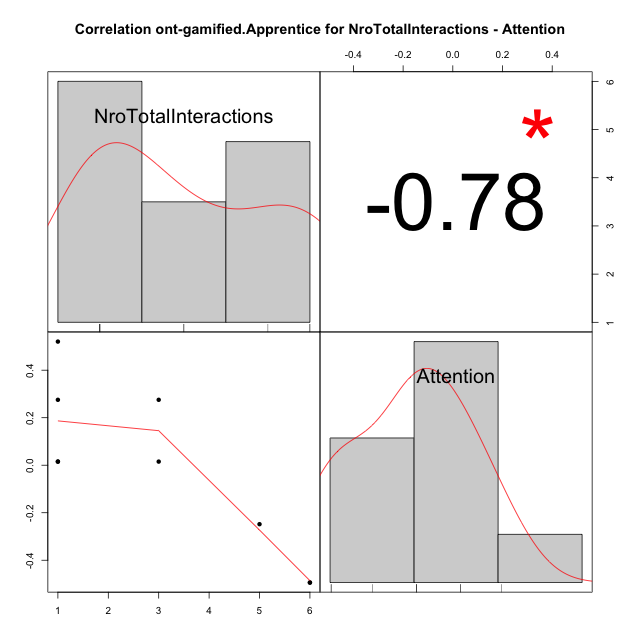 Correlation ont-gamified.Apprentice for NroTotalInteractions - Attention
-0.4 -0.2 0.0 0.2 0.4
NroTotalInteractions
*
-0.78
6
5
4
3
2
1
Attention
0.4
0.2
0.0
-0.2
-0.4
1 2 3 4 5 6